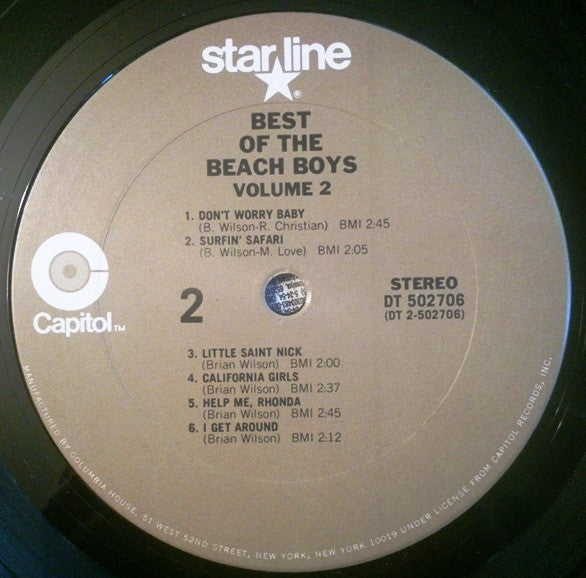 starline
®
BEST
OF THE
BEACH BOYS
VOLUME 2
1. DON'T WORRY BABY
(B. Wilson-R. Christian) BMI 2:45
2. SURFIN' SAFARI
(B. Wilson-M. Love) BMI 2:05
Capitol™
2
STEREO
DT 502706
(DT 2-502706)
3. LITTLE SAINT NICK
(Brian Wilson) BMI 2:00
4. CALIFORNIA GIRLS
(Brian Wilson) BMI 2:37
5. HELP ME, RHONDA
(Brian Wilson) BMI 2:45
6. I GET AROUND
(Brian Wilson) BMI 2:12
MANUFACTURED BY COLUMBIA HOUSE, 51 WEST 52ND STREET, NEW YORK, NEW YORK 10019 UNDER LICENSE FROM CAPITOL RECORDS, INC.